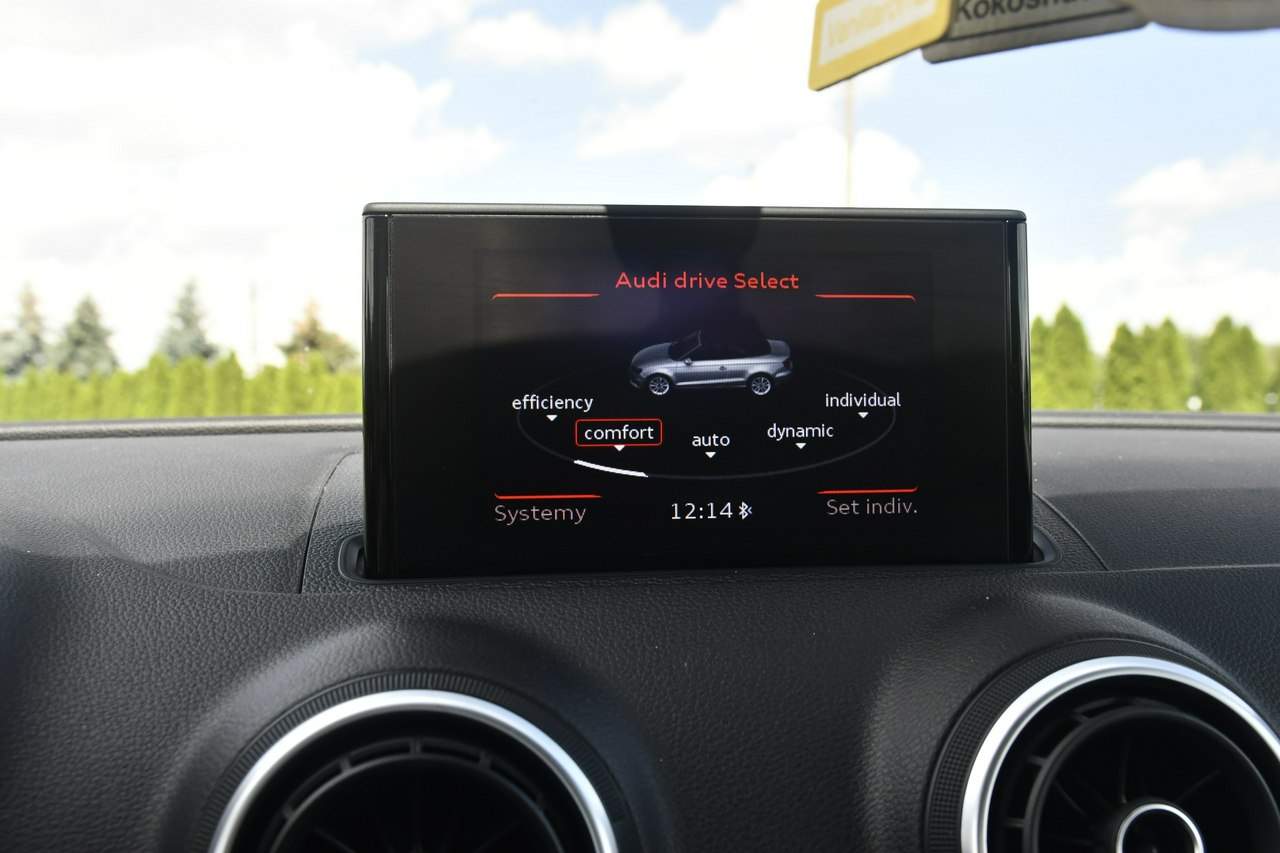 Audi drive Select
efficiency
comfort
auto
dynamic
individual
Systemy
12:14
Set indiv.